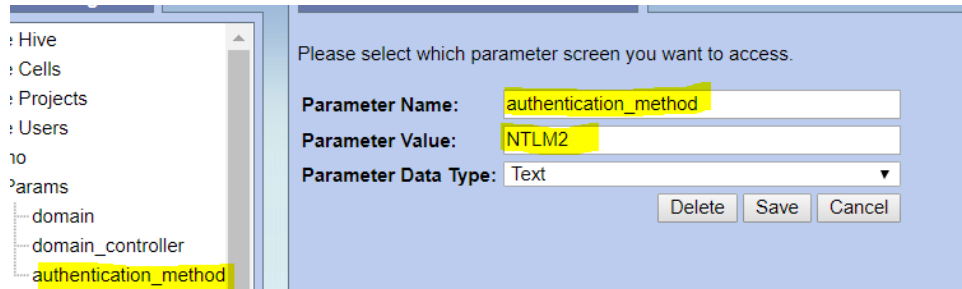 Hive
Cells
Projects
Users
Params
domain
domain_controller
authentication_method
Please select which parameter screen you want to access.
Parameter Name: authentication_method
Parameter Value: NTLM2
Parameter Data Type: Text
Delete Save Cancel